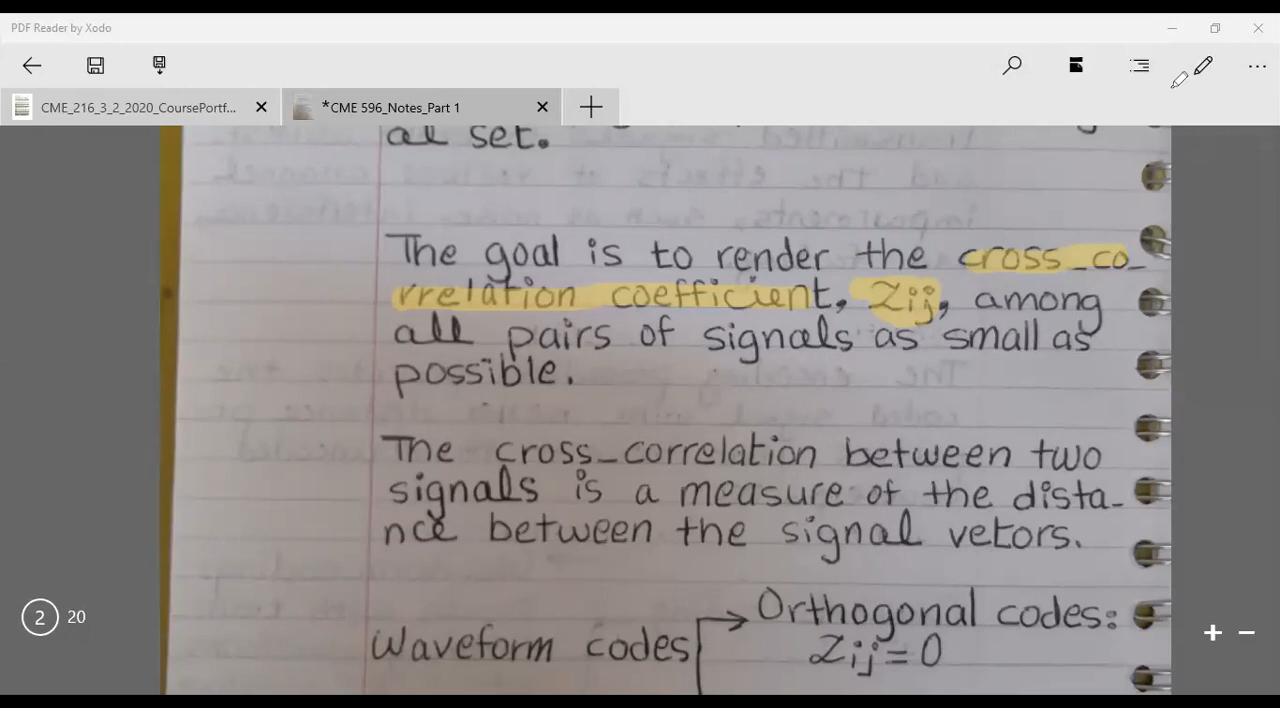 PDF Reader by Xodo
CME_216_3_2_2020_CoursePortf...
*CME 596_Notes_Part 1
al set.
The goal is to render the cross_co_
rrelation coefficient, Zij, among
all pairs of signals as small as
possible.
The cross_correlation between two
signals is a measure of the dista_
nce between the signal vetors.
Orthogonal codes:
Waveform codes
Zij=0
2 20